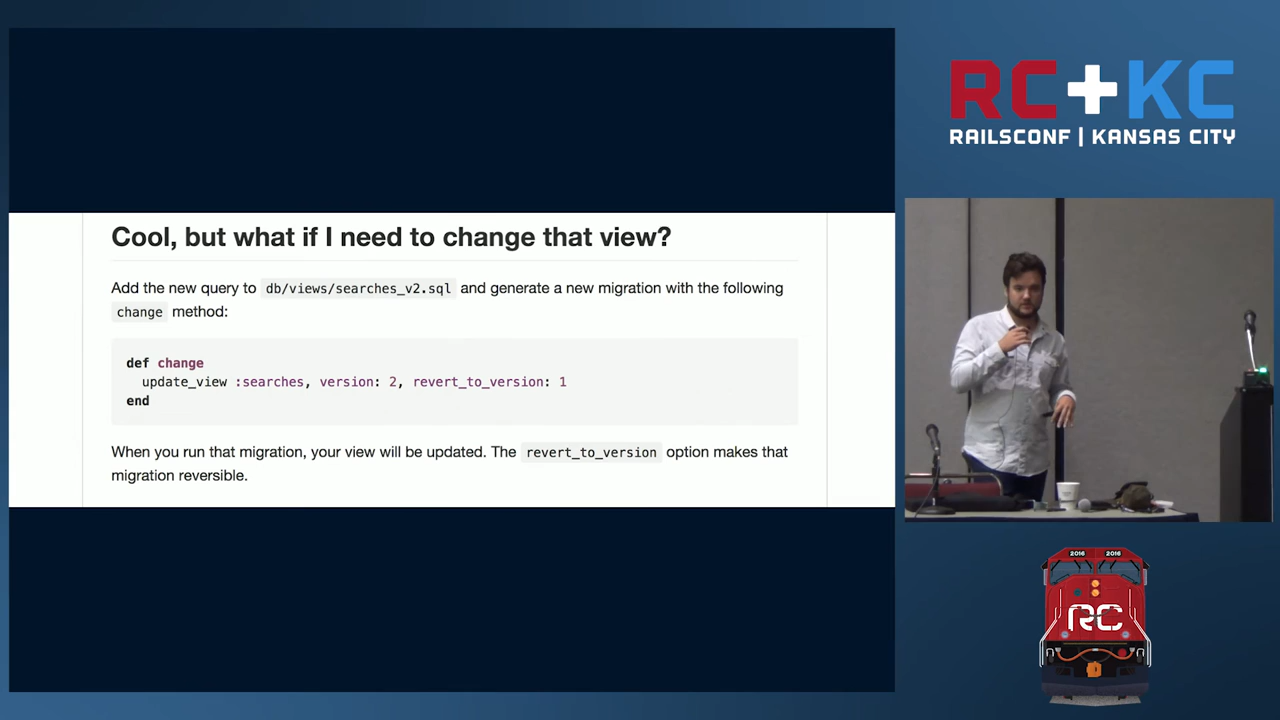 Cool, but what if I need to change that view?
Add the new query to db/views/searches_v2.sql and generate a new migration with the following
change method:
def change
update_view :searches, version: 2, revert_to_version: 1
end
When you run that migration, your view will be updated. The revert_to_version option makes that
migration reversible.
RC+KC
RAILSCONF | KANSAS CITY
2016 2016
RC